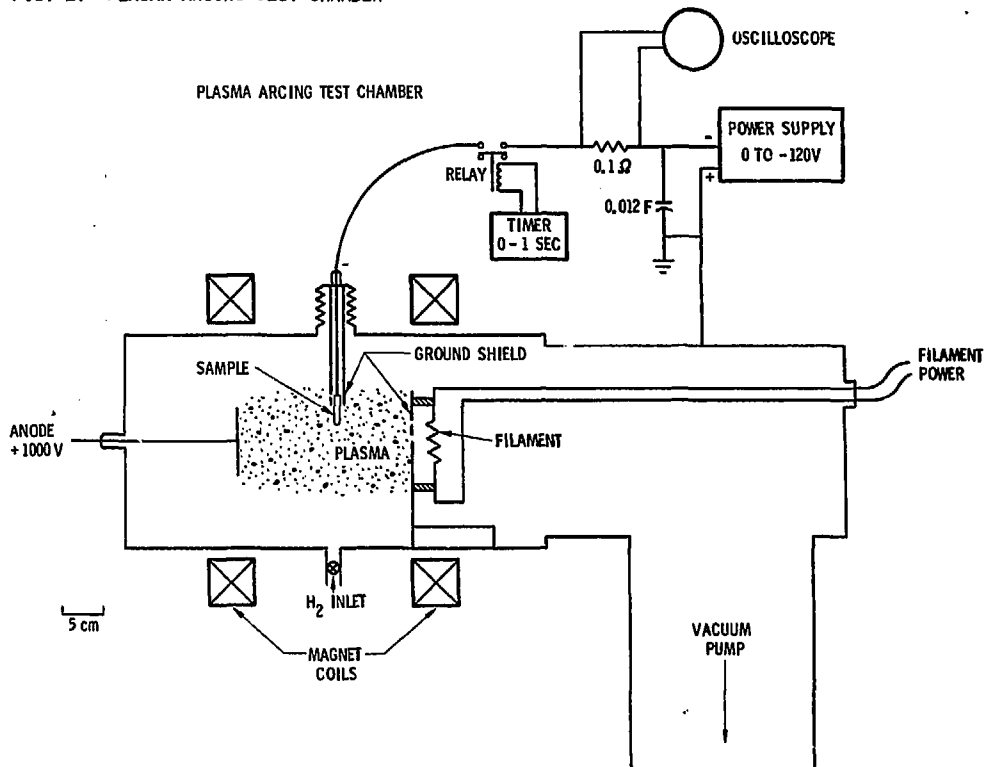 OSCILLOSCOPE
PLASMA ARCING TEST CHAMBER
-
POWER SUPPLY
0 TO -120V
+
0.1 Ω
RELAY
0.012 F
TIMER
0 - 1 SEC
-
GROUND SHIELD
SAMPLE
FILAMENT
POWER
ANODE
+ 1000 V
FILAMENT
PLASMA
H2 INLET
5 cm
MAGNET
COILS
VACUUM
PUMP